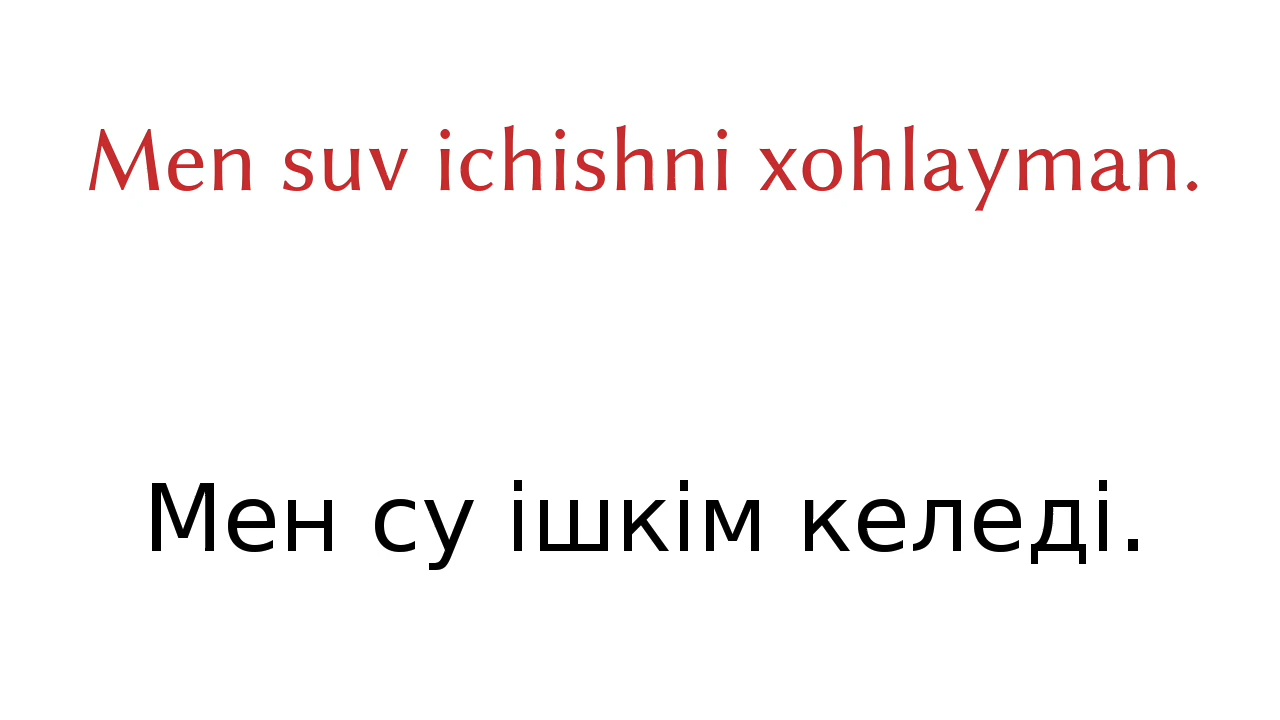 Men suv ichishni xohlayman.
Мен су ішкім келеді.